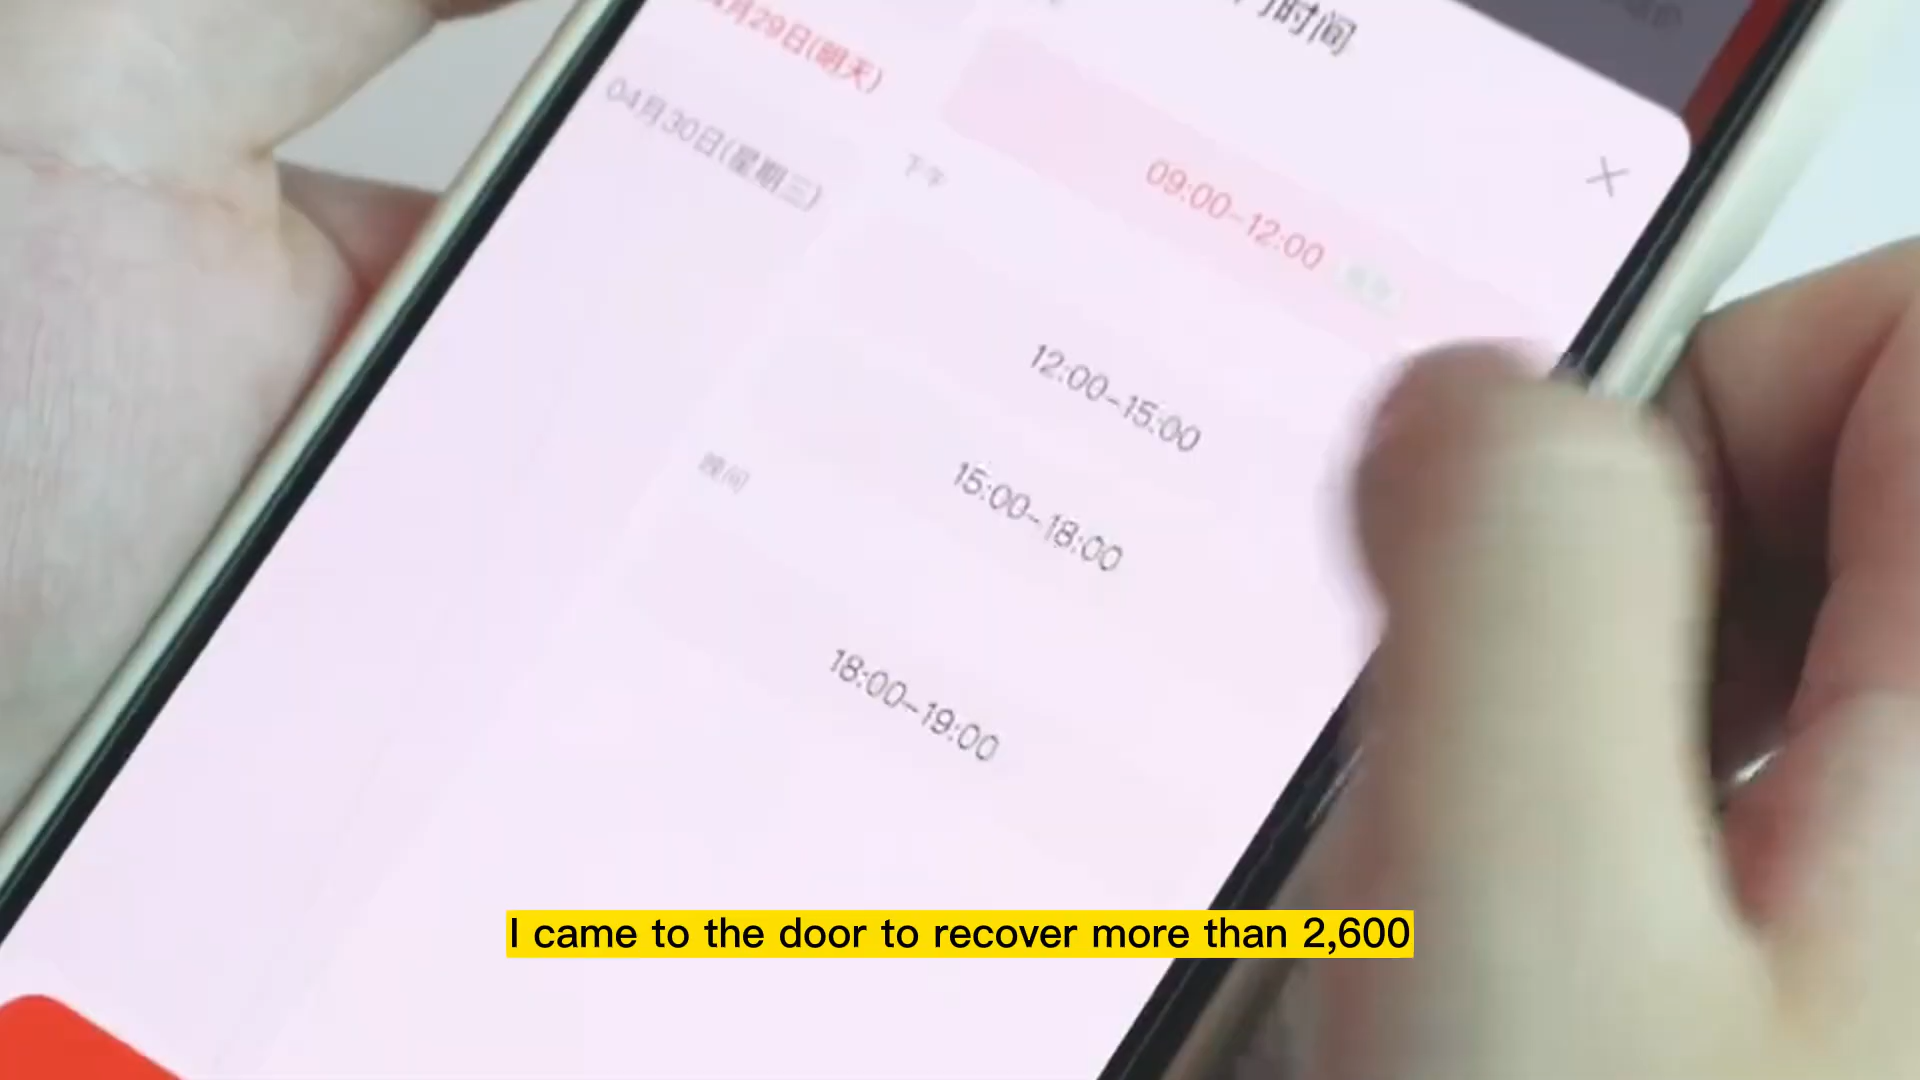 门时间
04月29日(明天)
04月30日(星期三)
09:00-12:00
下午
12:00-15:00
15:00-18:00
晚间
18:00-19:00
I came to the door to recover more than 2,600